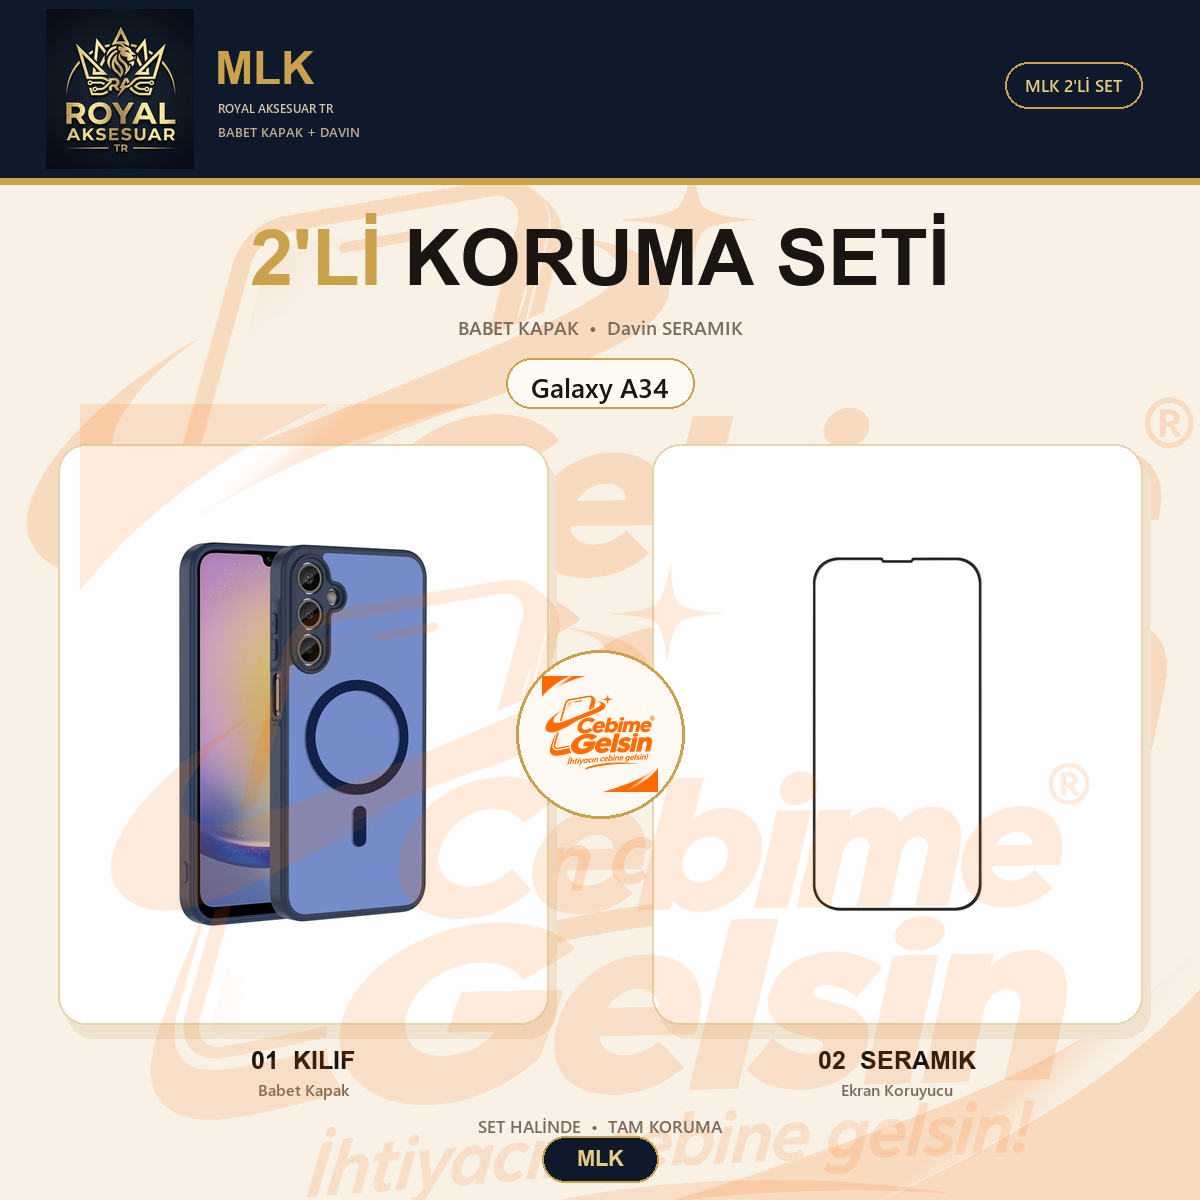 ROYAL
AKSESUAR
TR
MLK
ROYAL AKSESUAR TR
BABET KAPAK + DAVIN
MLK 2'Lİ SET
2'Lİ KORUMA SETİ
BABET KAPAK • Davin SERAMIK
Galaxy A34
Cebime
Gelsin
İhtiyacın cebine gelsin!
01 KILIF
Babet Kapak
02 SERAMIK
Ekran Koruyucu
SET HALİNDE • TAM KORUMA
MLK
Cebime®
Gelsin
İhtiyacın cebine gelsin!